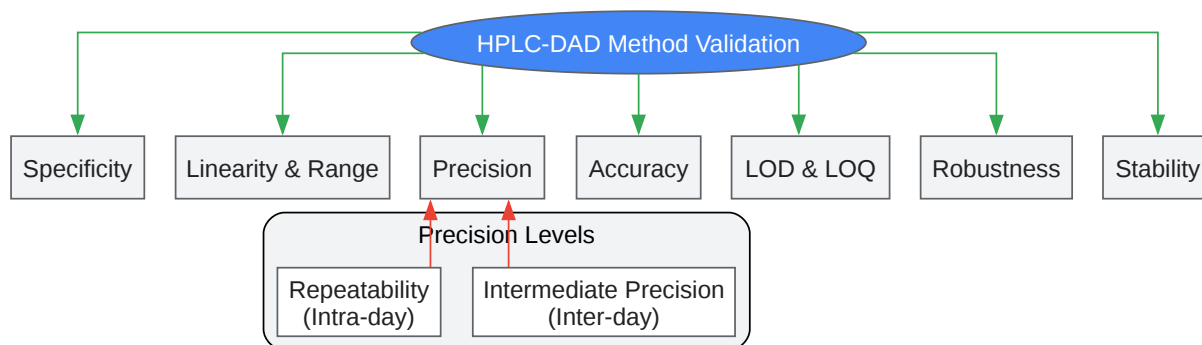 HPLC-DAD Method Validation
Specificity
Linearity & Range
Precision
Accuracy
LOD & LOQ
Robustness
Stability
Precision Levels
Repeatability
(Intra-day)
Intermediate Precision
(Inter-day)